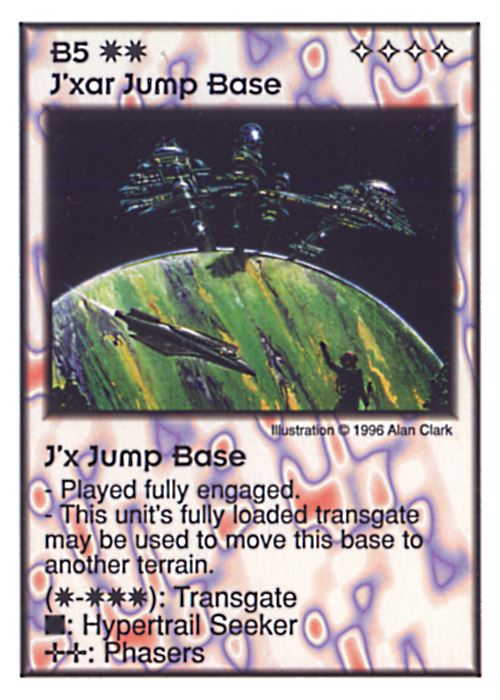 B5 ✷✷ ✧✧✧✧
J'xar Jump Base
Illustration © 1996 Alan Clark
J'x Jump Base
- Played fully engaged.
- This unit's fully loaded transgate
may be used to move this base to
another terrain.
(✷-✷✷✷): Transgate
■: Hypertrail Seeker
✢✢: Phasers